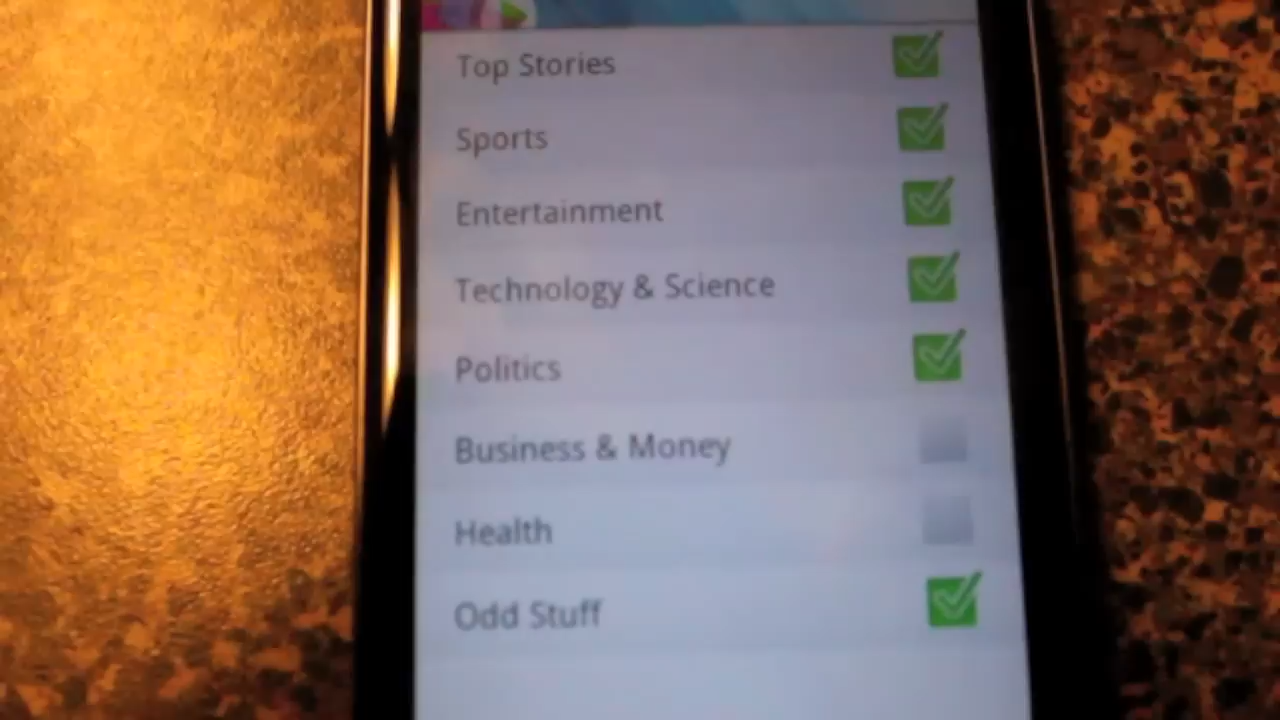 Top Stories
Sports
Entertainment
Technology & Science
Politics
Business & Money
Health
Odd Stuff